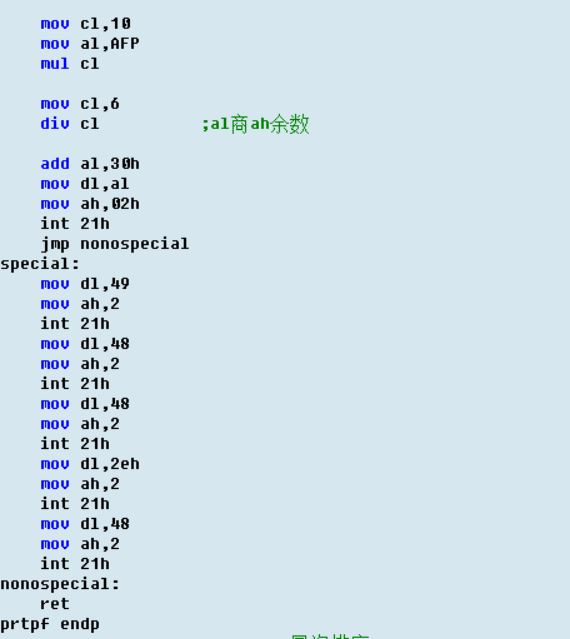 mov cl,10
mov al,AFP
mul cl
mov cl,6
div cl ;al商ah余数
add al,30h
mov dl,al
mov ah,02h
int 21h
jmp nonospecial
special:
mov dl,49
mov ah,2
int 21h
mov dl,48
mov ah,2
int 21h
mov dl,48
mov ah,2
int 21h
mov dl,2eh
mov ah,2
int 21h
mov dl,48
mov ah,2
int 21h
nonospecial:
ret
prtpf endp